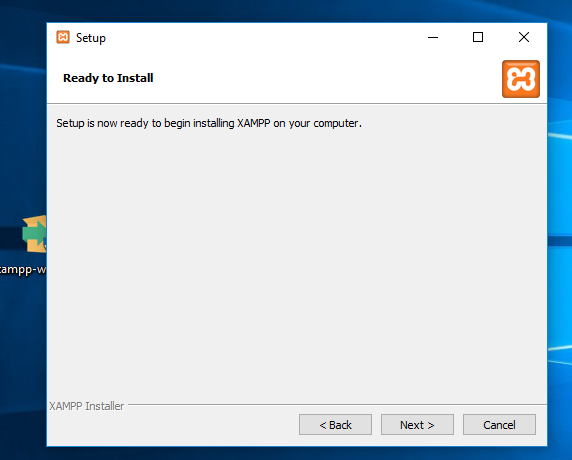 Setup
Ready to Install
Setup is now ready to begin installing XAMPP on your computer.
XAMPP Installer
< Back
Next >
Cancel